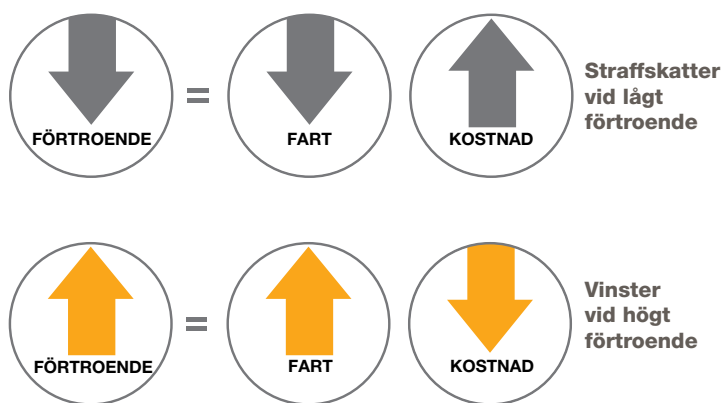 FÖRTROENDE
=
FART
KOSTNAD
Straffskatter
vid lågt
förtroende
FÖRTROENDE
=
FART
KOSTNAD
Vinster
vid högt
förtroende